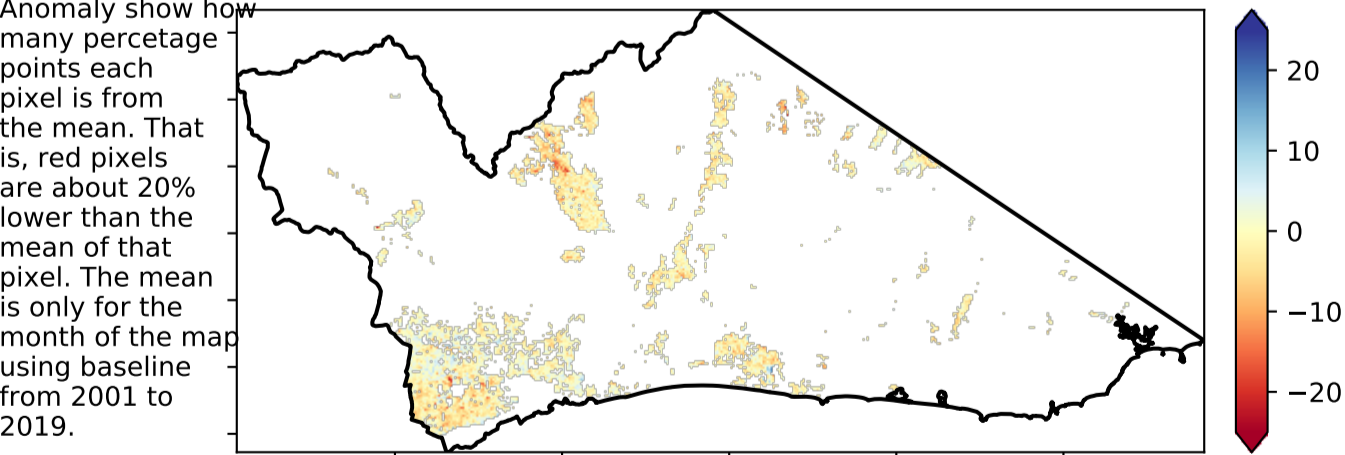 Anomaly show how
many percetage
points each
pixel is from
the mean. That
is, red pixels
are about 20%
lower than the
mean of that
pixel. The mean
is only for the
month of the map
using baseline
from 2001 to
2019.
20
10
0
−10
−20